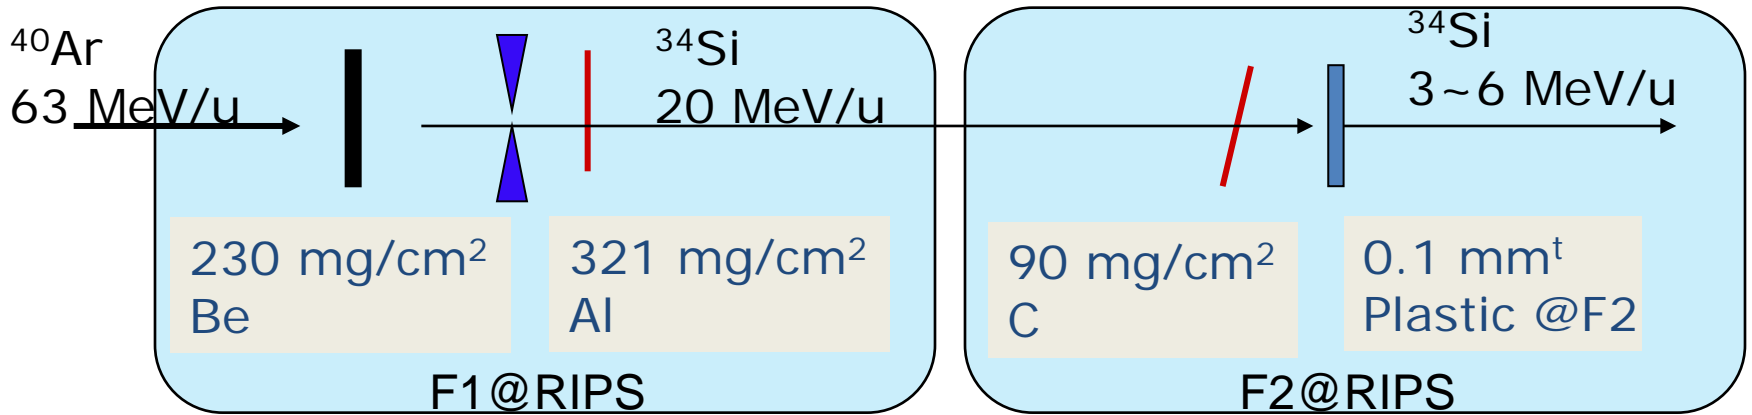 ⁴⁰Ar
63 MeV/u
³⁴Si
20 MeV/u
³⁴Si
3~6 MeV/u
230 mg/cm²
Be
321 mg/cm²
Al
90 mg/cm²
C
0.1 mmᵗ
Plastic @F2
F1@RIPS
F2@RIPS